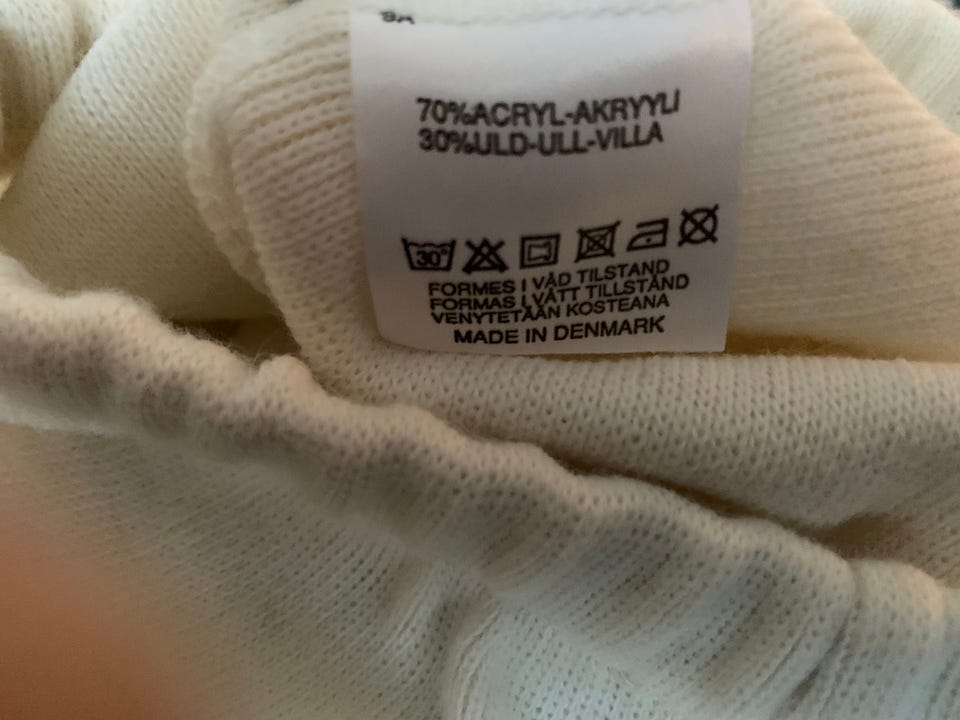 70%ACRYL-AKRYYLI
30%ULD-ULL-VILLA
30°
FORMES I VÅD TILSTAND
FORMAS I VÅTT TILLSTÅND
VENYTETÄÄN KOSTEANA
MADE IN DENMARK